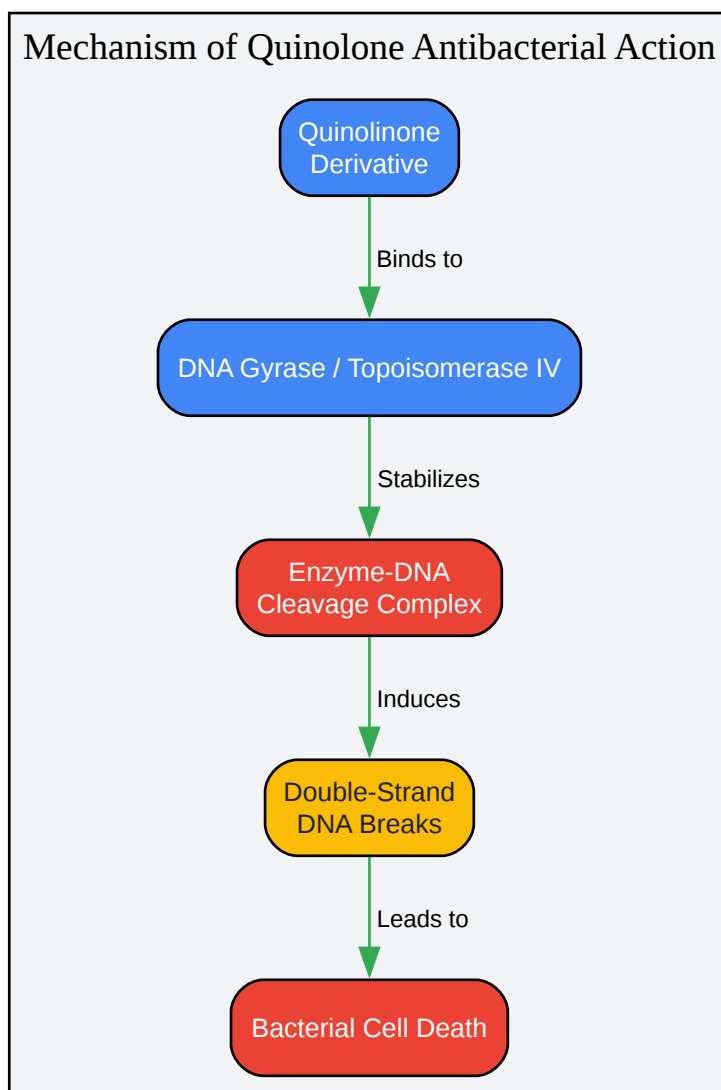 Mechanism of Quinolone Antibacterial Action
Quinolinone
Derivative
Binds to
DNA Gyrase / Topoisomerase IV
Stabilizes
Enzyme-DNA
Cleavage Complex
Induces
Double-Strand
DNA Breaks
Leads to
Bacterial Cell Death